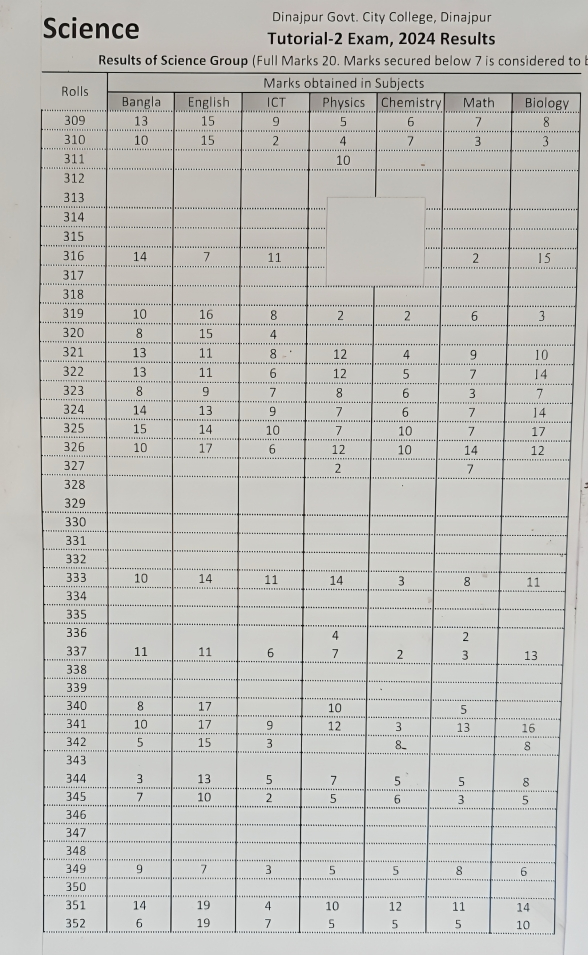 Science
Dinajpur Govt. City College, Dinajpur
Tutorial-2 Exam, 2024 Results
Results of Science Group (Full Marks 20. Marks secured below 7 is considered to
Rolls Marks obtained in Subjects
Bangla English ICT Physics Chemistry Math Biology
309 13 15 9 5 6 7 8
310 10 15 2 4 7 3 3
311 10 -
312
313
314
315
316 14 7 11 2 15
317
318
319 10 16 8 2 2 6 3
320 8 15 4
321 13 11 8 12 4 9 10
322 13 11 6 12 5 7 14
323 8 9 7 8 6 3 7
324 14 13 9 7 6 7 14
325 15 14 10 7 10 7 17
326 10 17 6 12 10 14 12
327 2 7
328
329
330
331
332
333 10 14 11 14 3 8 11
334
335
336 4 2
337 11 11 6 7 2 3 13
338
339
340 8 17 10 5
341 10 17 9 12 3 13 16
342 5 15 3 8 8
343
344 3 13 5 7 5 5 8
345 7 10 2 5 6 3 5
346
347
348
349 9 7 3 5 5 8 6
350
351 14 19 4 10 12 11 14
352 6 19 7 5 5 5 10